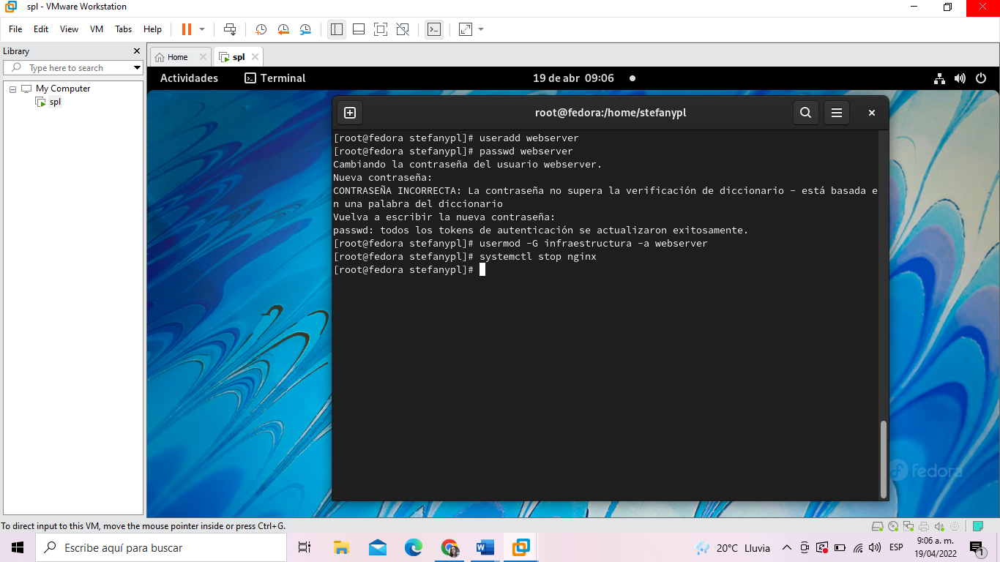 spl - VMware Workstation
File Edit View VM Tabs Help
Library
Type here to search
My Computer
spl
Home
spl
Actividades
Terminal
19 de abr 09:06
root@fedora:/home/stefanypl
[root@fedora stefanypl]# useradd webserver
[root@fedora stefanypl]# passwd webserver
Cambiando la contraseña del usuario webserver.
Nueva contraseña:
CONTRASEÑA INCORRECTA: La contraseña no supera la verificación de diccionario - está basada e
n una palabra del diccionario
Vuelva a escribir la nueva contraseña:
passwd: todos los tokens de autenticación se actualizaron exitosamente.
[root@fedora stefanypl]# usermod -G infraestructura -a webserver
[root@fedora stefanypl]# systemctl stop nginx
[root@fedora stefanypl]#
fedora
To direct input to this VM, move the mouse pointer inside or press Ctrl+G.
Escribe aquí para buscar
20°C Lluvia
ESP
9:06 a. m.
19/04/2022
1